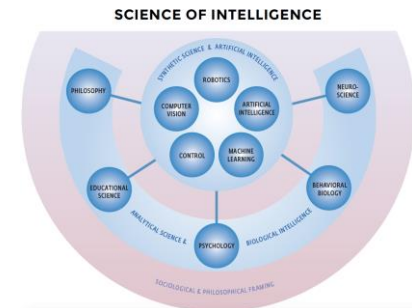 SCIENCE OF INTELLIGENCE
SYNTHETIC SCIENCE & ARTIFICIAL INTELLIGENCE
ROBOTICS
PHILOSOPHY
NEURO-
SCIENCE
COMPUTER
VISION
ARTIFICIAL
INTELLIGENCE
CONTROL
MACHINE
LEARNING
EDUCATIONAL
SCIENCE
BEHAVIORAL
BIOLOGY
ANALYTICAL SCIENCE &
PSYCHOLOGY
BIOLOGICAL INTELLIGENCE
SOCIOLOGICAL & PHILOSOPHICAL FRAMING